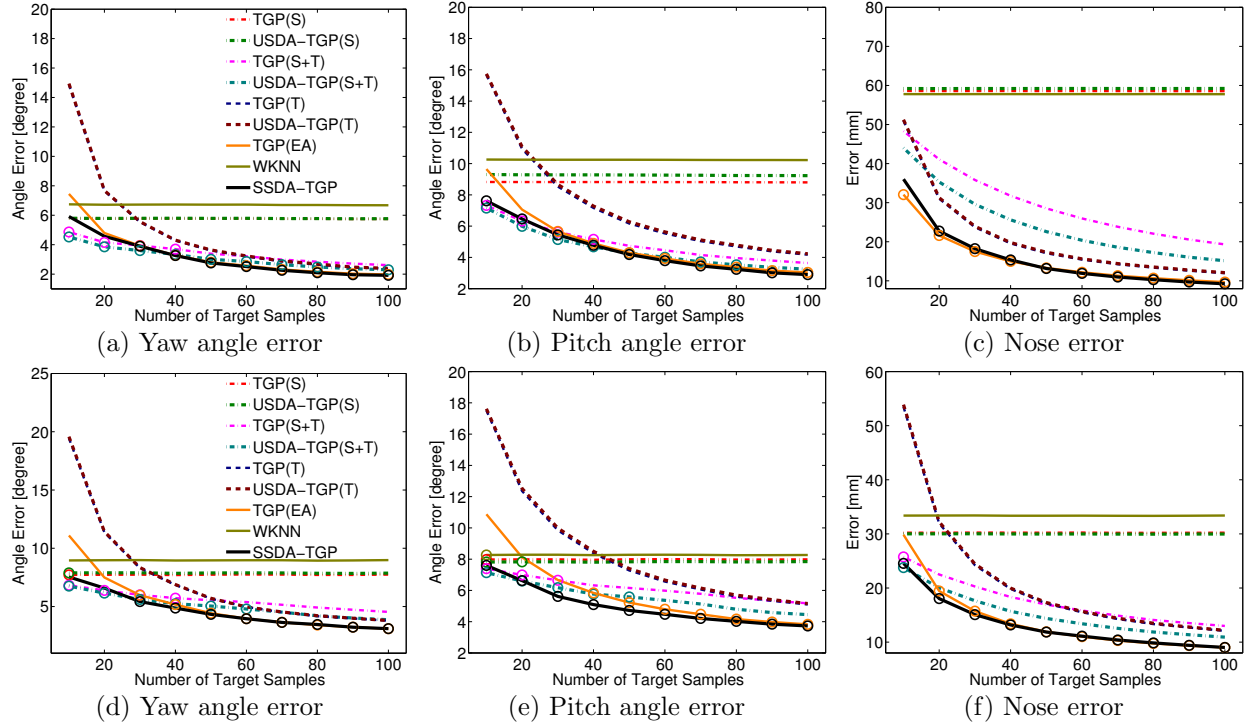 20
18
16
14
12
10
8
6
4
2
Angle Error [degree]
TGP(S)
USDA−TGP(S)
TGP(S+T)
USDA−TGP(S+T)
TGP(T)
USDA−TGP(T)
TGP(EA)
WKNN
SSDA−TGP
20 40 60 80 100
Number of Target Samples
(a) Yaw angle error
20
18
16
14
12
10
8
6
4
2
Angle Error [degree]
20 40 60 80 100
Number of Target Samples
(b) Pitch angle error
80
70
60
50
40
30
20
10
Error [mm]
20 40 60 80 100
Number of Target Samples
(c) Nose error
25
20
15
10
5
Angle Error [degree]
TGP(S)
USDA−TGP(S)
TGP(S+T)
USDA−TGP(S+T)
TGP(T)
USDA−TGP(T)
TGP(EA)
WKNN
SSDA−TGP
20 40 60 80 100
Number of Target Samples
(d) Yaw angle error
20
18
16
14
12
10
8
6
4
2
Angle Error [degree]
20 40 60 80 100
Number of Target Samples
(e) Pitch angle error
60
50
40
30
20
10
Error [mm]
20 40 60 80 100
Number of Target Samples
(f) Nose error